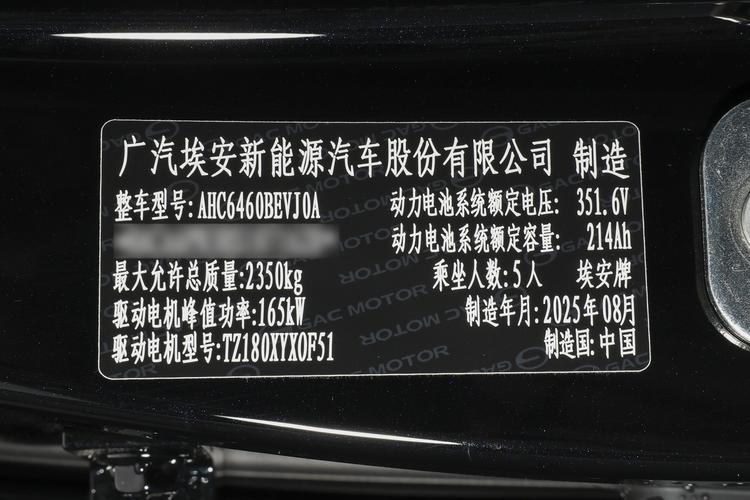 广汽埃安新能源汽车股份有限公司 制造
整车型号:AHC6460BEVJ0A 动力电池系统额定电压: 351.6V
动力电池系统额定容量: 214Ah
最大允许总质量:2350kg 乘坐人数:5人 埃安牌
驱动电机峰值功率:165kW 制造年月:2025年08月
驱动电机型号:TZ180XYX0F51 制造国:中国
GAC MOTOR